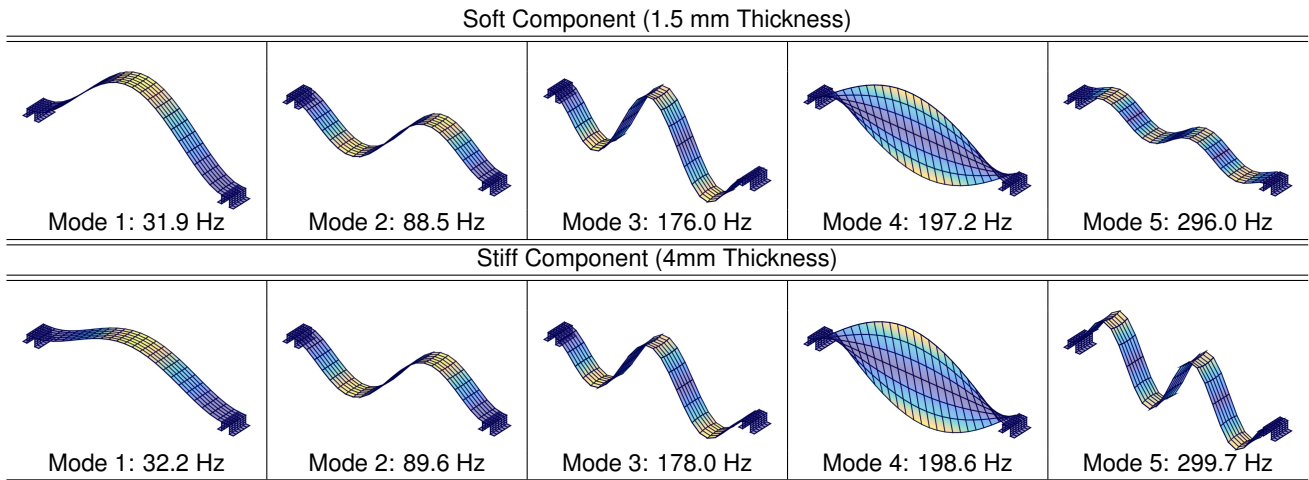 Soft Component (1.5 mm Thickness)
Mode 1: 31.9 Hz
Mode 2: 88.5 Hz
Mode 3: 176.0 Hz
Mode 4: 197.2 Hz
Mode 5: 296.0 Hz
Stiff Component (4mm Thickness)
Mode 1: 32.2 Hz
Mode 2: 89.6 Hz
Mode 3: 178.0 Hz
Mode 4: 198.6 Hz
Mode 5: 299.7 Hz